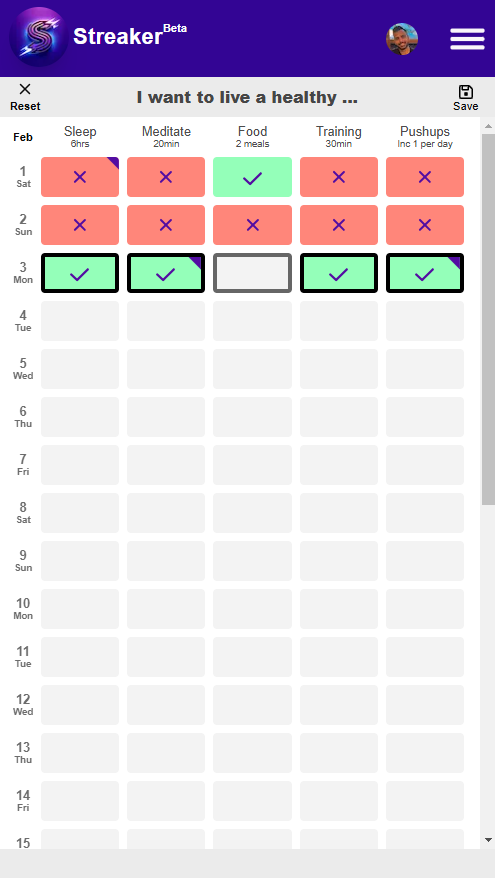 Streaker Beta
Reset
I want to live a healthy ...
Save
Feb
Sleep Meditate Food Training Pushups
6hrs 20min 2 meals 30min Inc 1 per day
1
Sat
2
Sun
3
Mon
4
Tue
5
Wed
6
Thu
7
Fri
8
Sat
9
Sun
10
Mon
11
Tue
12
Wed
13
Thu
14
Fri
15